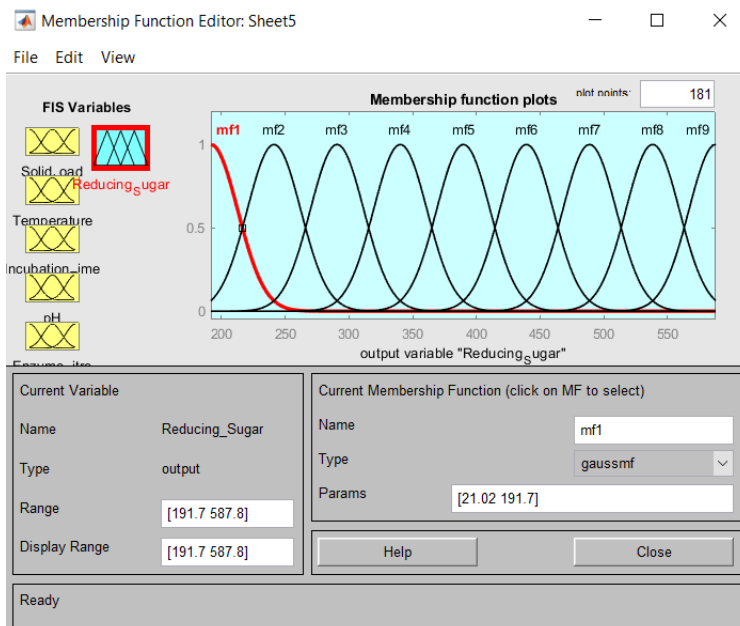 Membership Function Editor: Sheet5
File Edit View
FIS Variables
Membership function plots
plot points:
181
Reducing_Sugar
Temperature
Incubation_ime
pH
mf1 mf2 mf3 mf4 mf5 mf6 mf7 mf8 mf9
1
0.5
0
200 250 300 350 400 450 500 550
output variable "Reducing_Sugar"
Current Variable
Name Reducing_Sugar
Type output
Range [191.7 587.8]
Display Range [191.7 587.8]
Current Membership Function (click on MF to select)
Name mf1
Type gaussmf
Params [21.02 191.7]
Help Close
Ready